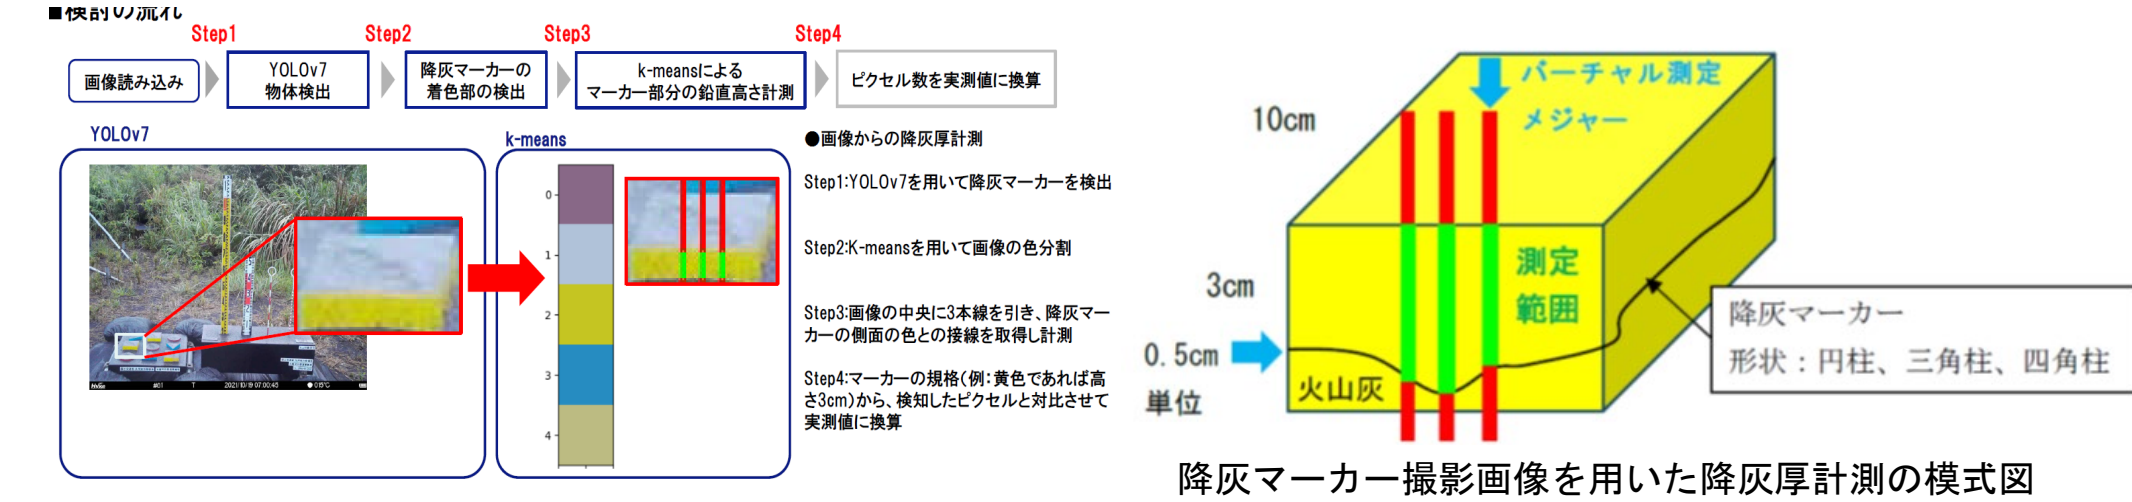 ■検討の流れ
Step1
Step2
Step3
Step4
画像読み込み
YOLOv7
物体検出
降灰マーカーの
着色部の検出
k-meansによる
マーカー部分の鉛直高さ計測
ピクセル数を実測値に換算
YOLOv7
#01 T 2021/10/19 07:00:45
k-means
0
1
2
3
4
●画像からの降灰厚計測
Step1:YOLOv7を用いて降灰マーカーを検出
Step2:K-meansを用いて画像の色分割
Step3:画像の中央に3本線を引き、降灰マー
カーの側面の色との接線を取得し計測
Step4:マーカーの規格(例:黄色であれば高
さ3cm)から、検知したピクセルと対比させて
実測値に換算
バーチャル測定
メジャー
10cm
3cm
測定
範囲
0.5cm
単位
火山灰
降灰マーカー
形状：円柱、三角柱、四角柱
降灰マーカー撮影画像を用いた降灰厚計測の模式図